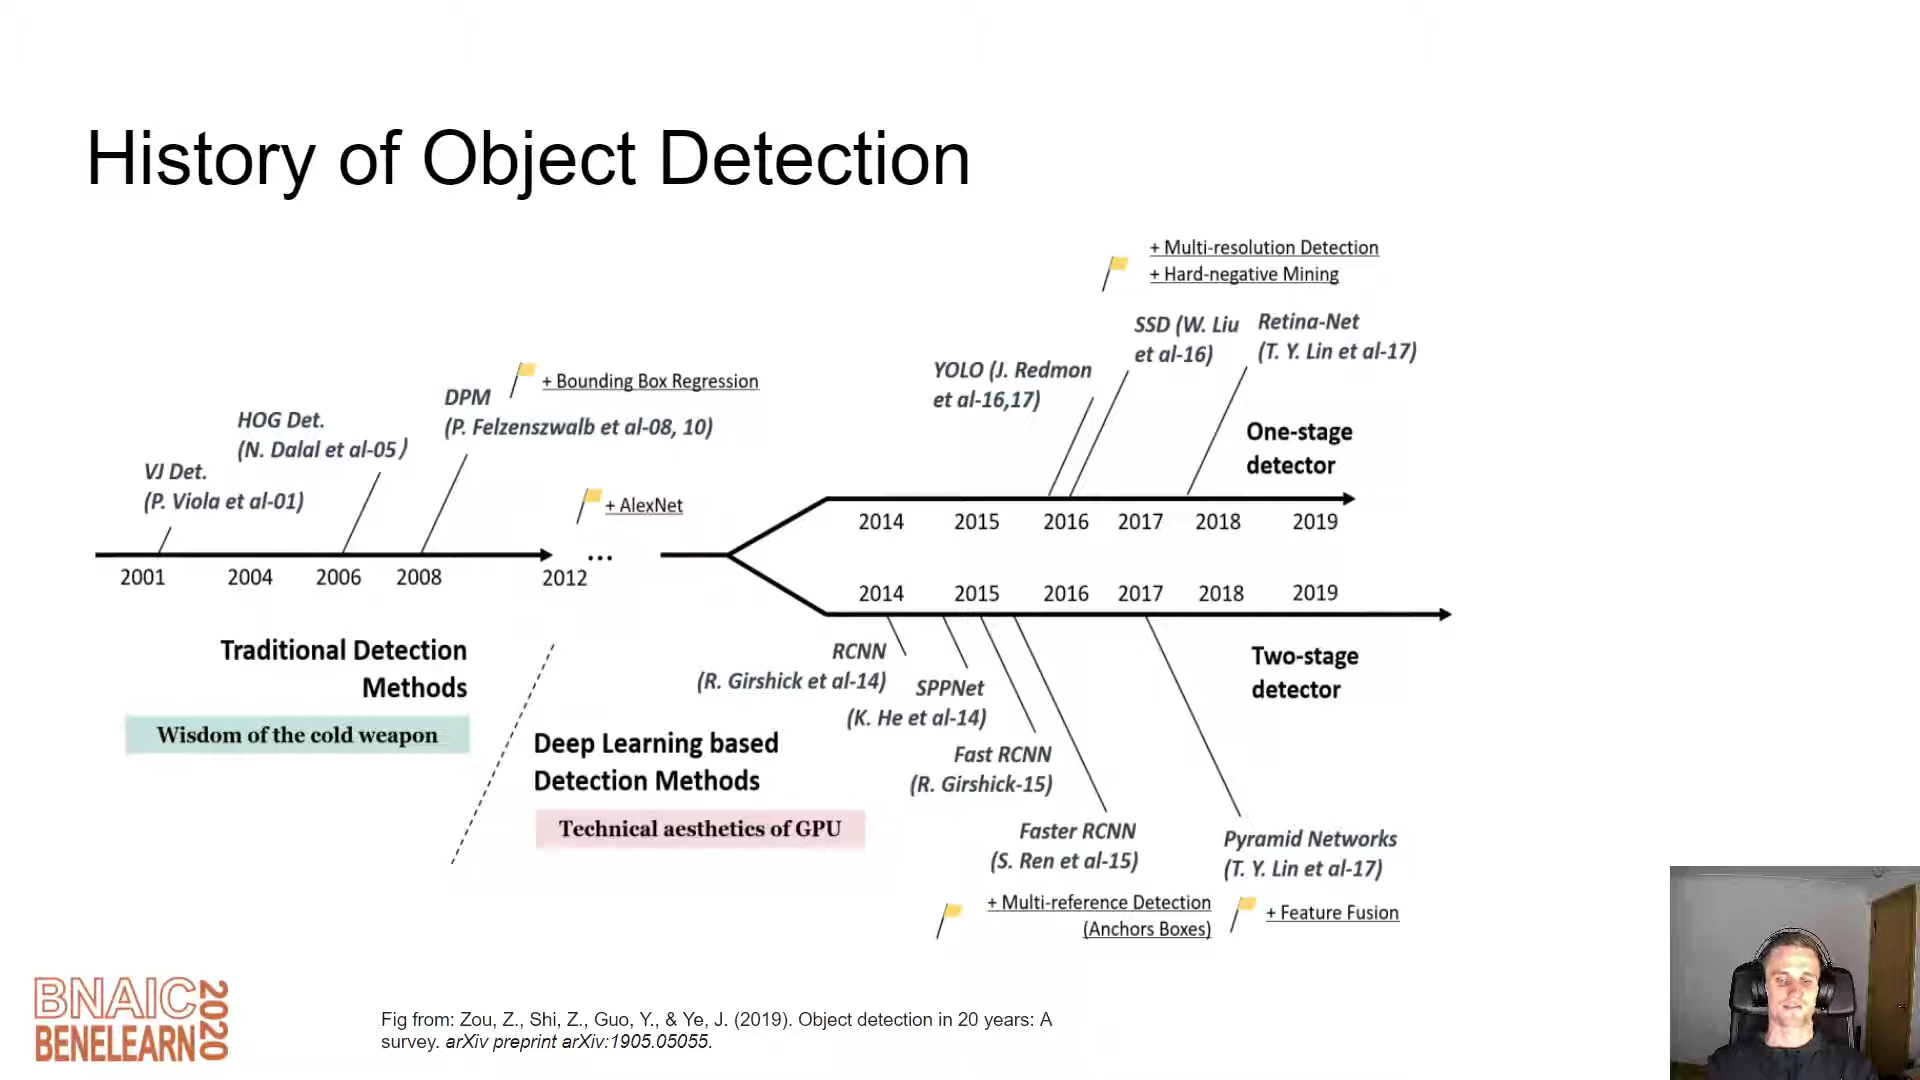 History of Object Detection
+ Multi-resolution Detection
+ Hard-negative Mining
SSD (W. Liu
et al-16)
Retina-Net
(T. Y. Lin et al-17)
YOLO (J. Redmon
et al-16,17)
+ Bounding Box Regression
DPM
(P. Felzenszwalb et al-08, 10)
HOG Det.
(N. Dalal et al-05)
VJ Det.
(P. Viola et al-01)
One-stage
detector
+ AlexNet
2014 2015 2016 2017 2018 2019
...
2001 2004 2006 2008 2012
2014 2015 2016 2017 2018 2019
Traditional Detection
Methods
Wisdom of the cold weapon
Deep Learning based
Detection Methods
Technical aesthetics of GPU
RCNN
(R. Girshick et al-14)
SPPNet
(K. He et al-14)
Fast RCNN
(R. Girshick-15)
Faster RCNN
(S. Ren et al-15)
+ Multi-reference Detection
(Anchors Boxes)
Two-stage
detector
Pyramid Networks
(T. Y. Lin et al-17)
+ Feature Fusion
BNAIC
BENELEARN
2020
Fig from: Zou, Z., Shi, Z., Guo, Y., & Ye, J. (2019). Object detection in 20 years: A
survey. arXiv preprint arXiv:1905.05055.